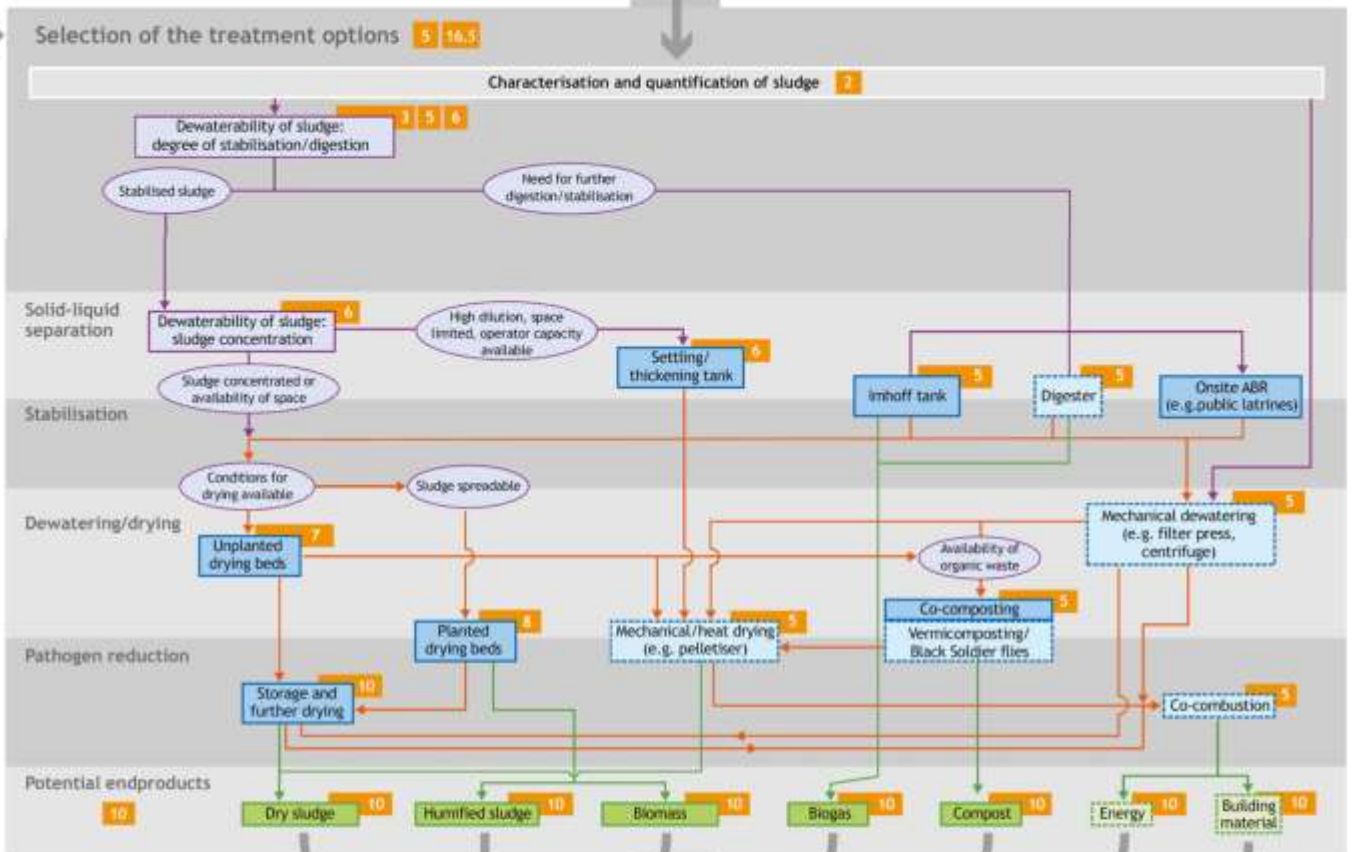 Selection of the treatment options 5 16.5
Characterisation and quantification of sludge 2
3 5 6
Dewaterability of sludge:
degree of stabilisation/digestion
Stabilised sludge
Need for further
digestion/stabilisation
Solid-liquid
separation
6
Dewaterability of sludge:
sludge concentration
High dilution, space
limited, operator capacity
available
6
Settling/
thickening tank
Sludge concentrated or
availability of space
5
Imhoff tank
5
Digester
5
Onsite ABR
(e.g.public latrines)
Stabilisation
Conditions for
drying available
Sludge spreadable
Dewatering/drying
7
Unplanted
drying beds
5
Mechanical dewatering
(e.g. filter press,
centrifuge)
Availability of
organic waste
8
Planted
drying beds
5
Mechanical/heat drying
(e.g. pelletiser)
5
Co-composting
Vermicomposting/
Black Soldier flies
Pathogen reduction
10
Storage and
further drying
5
Co-combustion
Potential endproducts
10
Dry sludge 10
Humified sludge 10
Biomass 10
Biogas 10
Compost 10
Energy 10
Building
material
10